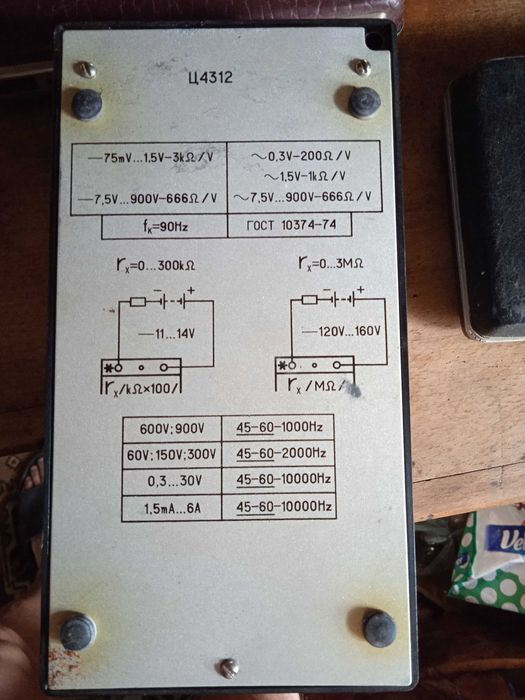 Ц4312
—75mV...1,5V–3kΩ/V
—7,5V...900V–666Ω/V
~0,3V–200Ω/V
~1,5V–1kΩ/V
~7,5V...900V–666Ω/V
fₖ=90Hz
ГОСТ 10374-74
rₓ=0...300kΩ
rₓ=0...3MΩ
– +
—11...14V
*
rₓ/kΩ×100/
– +
—120V...160V
*
rₓ/MΩ/
600V;900V 45-60-1000Hz
60V;150V;300V 45-60-2000Hz
0,3...30V 45-60-10000Hz
1,5mA...6A 45-60-10000Hz